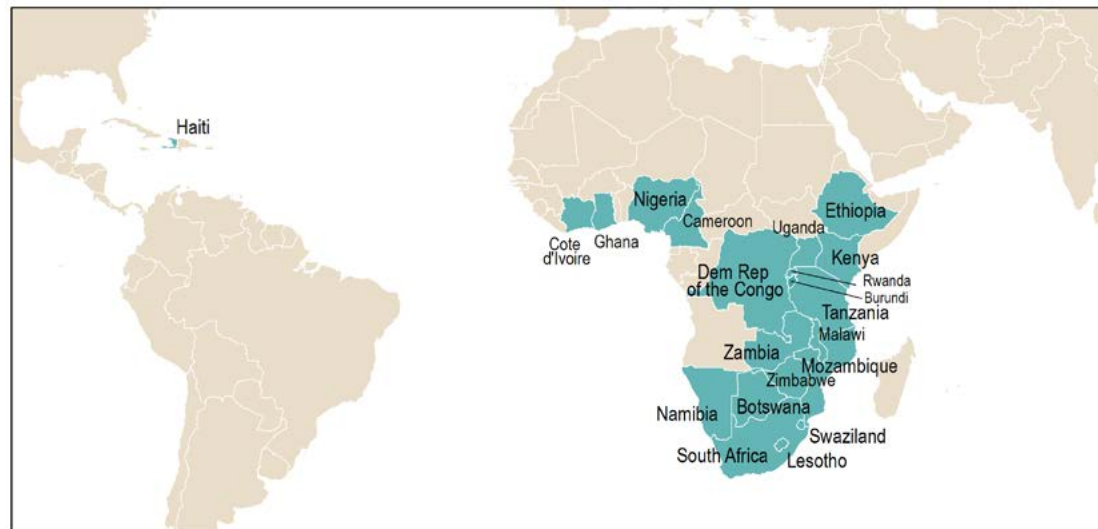 Haiti
Nigeria
Cameroon
Cote
d'Ivoire
Ghana
Ethiopia
Uganda
Kenya
Dem Rep
of the Congo
Rwanda
Burundi
Tanzania
Malawi
Zambia
Mozambique
Zimbabwe
Namibia
Botswana
Swaziland
South Africa
Lesotho